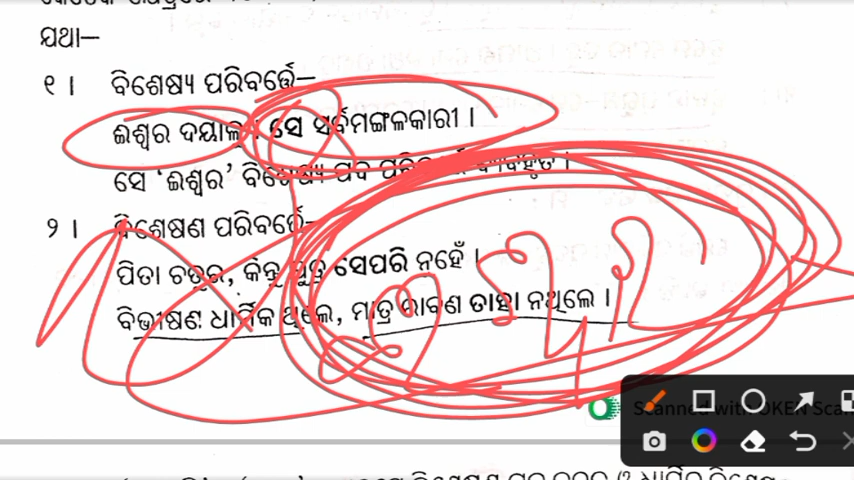 ଯଥା—
୧ । ବିଶେଷ୍ୟ ପରିବର୍ତ୍ତେ—
ଈଶ୍ୱର ଦୟାଳୁ । ସେ ସର୍ବମଙ୍ଗଳକାରୀ ।
ସେ ‘ଈଶ୍ୱର’ ବିଶେଷ୍ୟ ପଦ ପରିବର୍ତ୍ତେ ବ୍ୟବହୃତ ।
୨ । ବିଶେଷଣ ପରିବର୍ତ୍ତେ—
ପିତା ଚତୁର, କିନ୍ତୁ ପୁତ୍ର ସେପରି ନହେଁ ।
ବିଭୀଷଣ ଧାର୍ମିକ ଥିଲେ, ମାତ୍ର ରାବଣ ତାହା ନଥିଲେ ।
Scanned with OKEN Scan